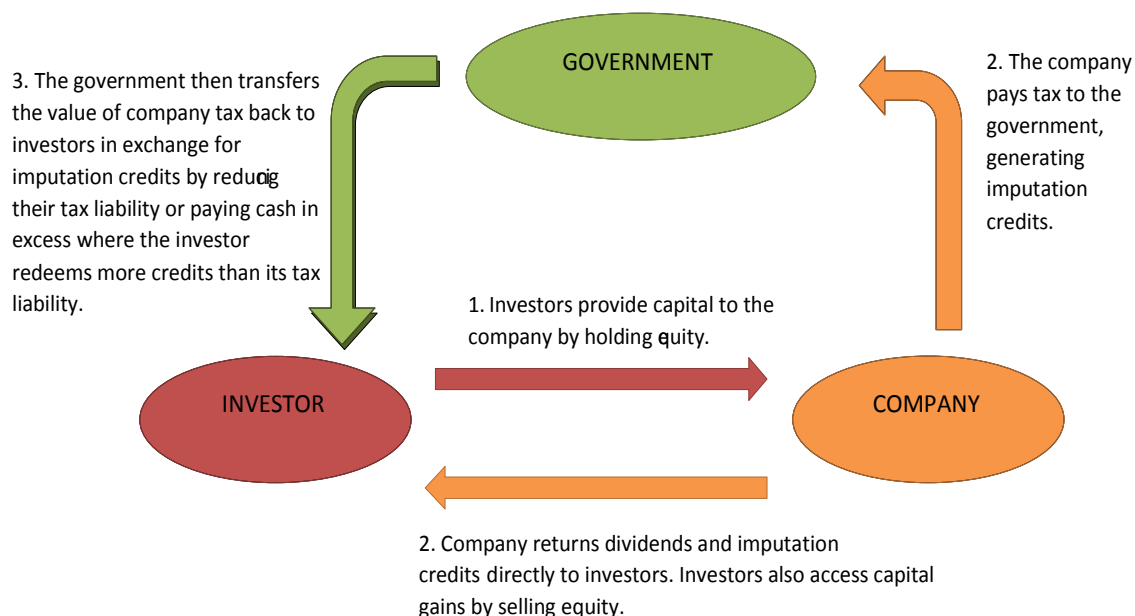 GOVERNMENT
3. The government then transfers
the value of company tax back to
investors in exchange for
imputation credits by reducing
their tax liability or paying cash in
excess where the investor
redeems more credits than its tax
liability.
2. The company
pays tax to the
government,
generating
imputation
credits.
1. Investors provide capital to the
company by holding equity.
INVESTOR
COMPANY
2. Company returns dividends and imputation
credits directly to investors. Investors also access capital
gains by selling equity.